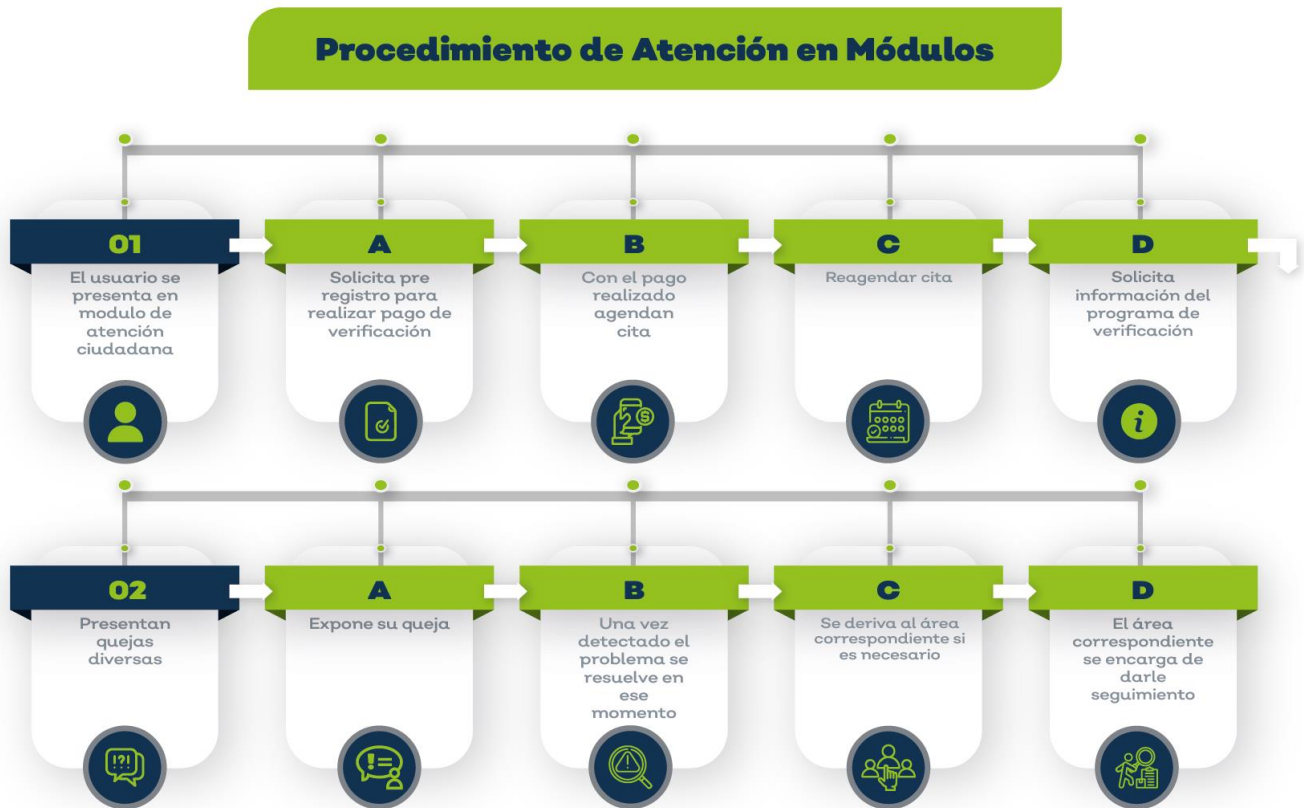 Procedimiento de Atención en Módulos
01
El usuario se
presenta en
modulo de
atención
ciudadana
A
Solicita pre
registro para
realizar pago de
verificación
B
Con el pago
realizado
agendan
cita
C
Reagendar cita
D
Solicita
información del
programa de
verificación
02
Presentan
quejas
diversas
A
Expone su queja
B
Una vez
detectado el
problema se
resuelve en
ese
momento
C
Se deriva al área
correspondiente si
es necesario
D
El área
correspondiente
se encarga de
darle
seguimiento